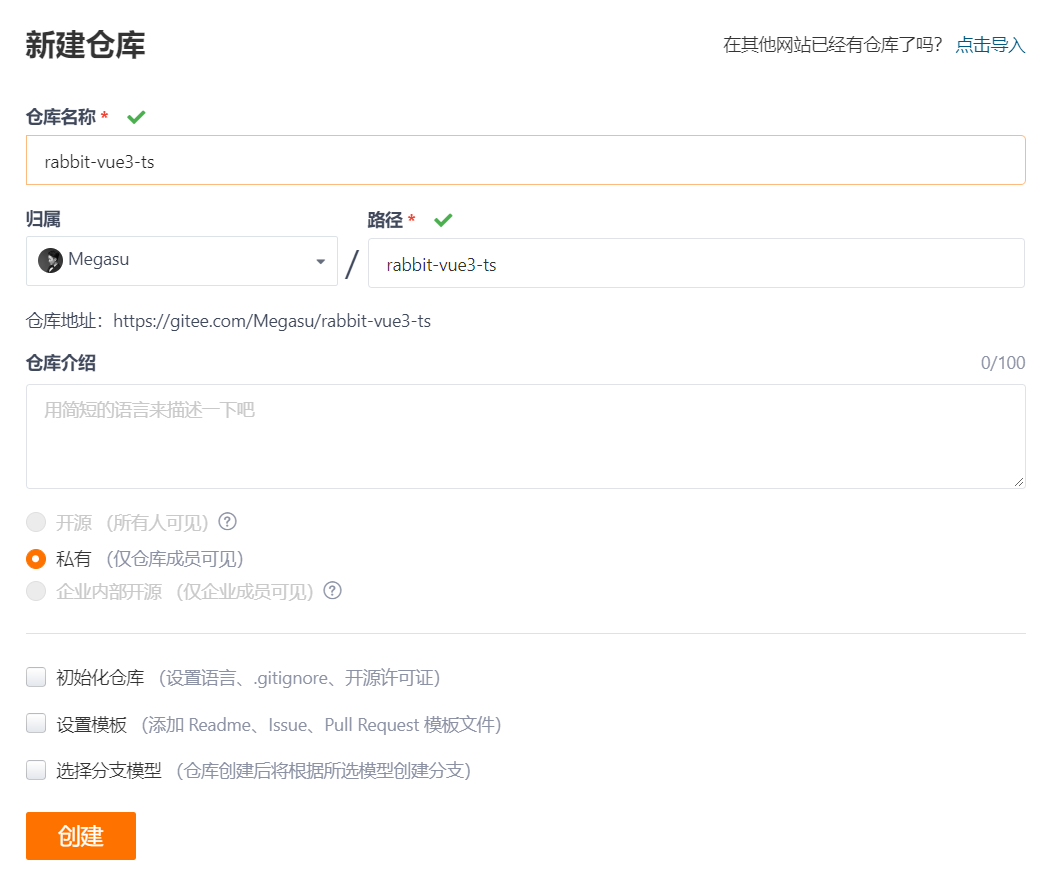 新建仓库
在其他网站已经有仓库了吗? 点击导入
仓库名称 *
rabbit-vue3-ts
归属 路径 *
Megasu / rabbit-vue3-ts
仓库地址：https://gitee.com/Megasu/rabbit-vue3-ts
仓库介绍 0/100
用简短的语言来描述一下吧
开源 （所有人可见） ?
私有 （仅仓库成员可见）
企业内部开源 （仅企业成员可见） ?
初始化仓库 （设置语言、.gitignore、开源许可证）
设置模板 （添加 Readme、Issue、Pull Request 模板文件）
选择分支模型 （仓库创建后将根据所选模型创建分支）
创建